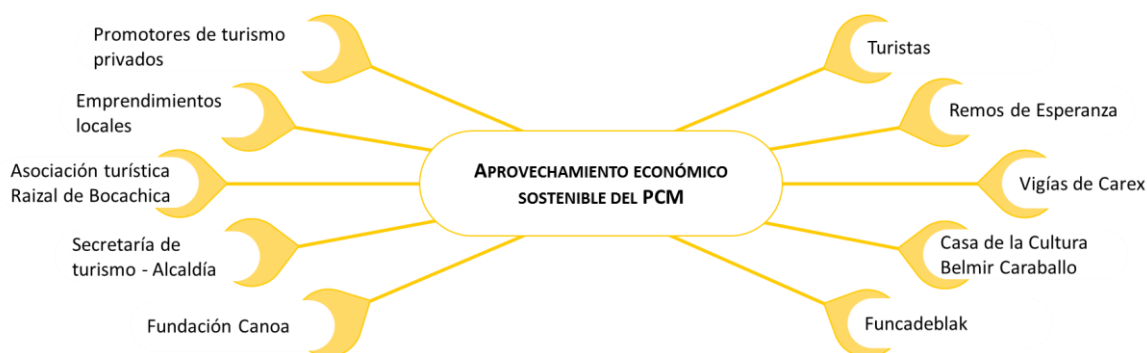 Promotores de turismo
privados
Emprendimientos
locales
Asociación turística
Raizal de Bocachica
Secretaría de
turismo - Alcaldía
Fundación Canoa
APROVECHAMIENTO ECONÓMICO
SOSTENIBLE DEL PCM
Turistas
Remos de Esperanza
Vigías de Carex
Casa de la Cultura
Belmir Caraballo
Funcadeblak